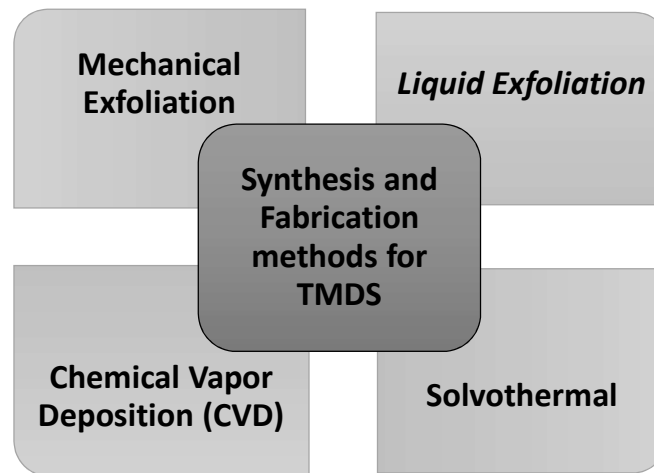 Mechanical
Exfoliation
Liquid Exfoliation
Synthesis and
Fabrication
methods for
TMDS
Chemical Vapor
Deposition (CVD)
Solvothermal